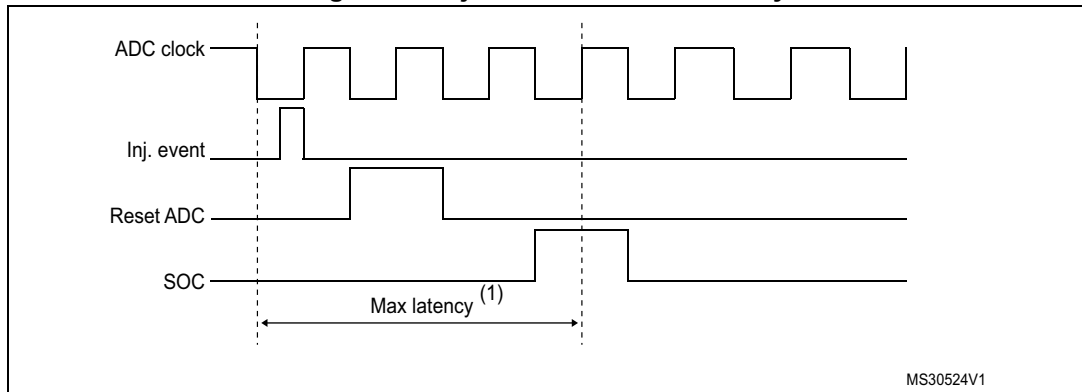 ADC clock
Inj. event
Reset ADC
SOC
Max latency (1)
MS30524V1